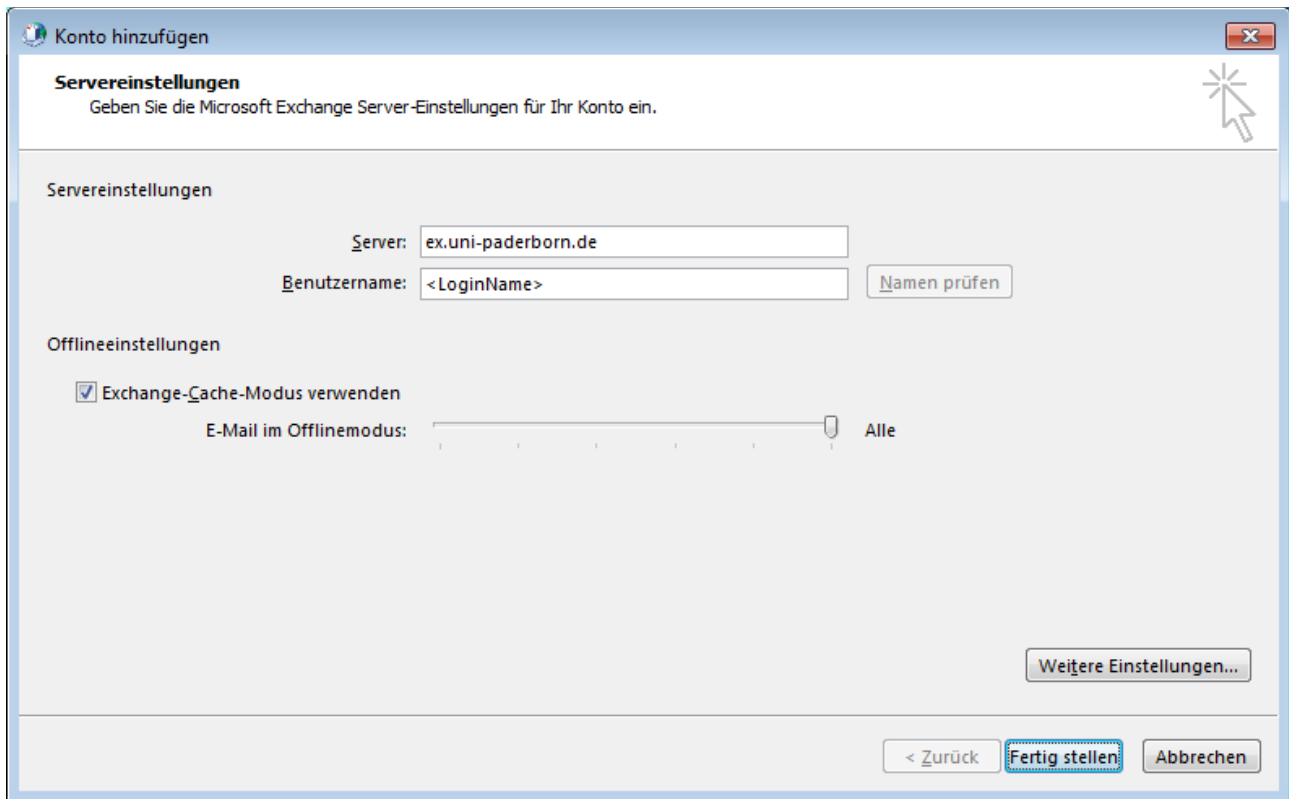 Konto hinzufügen
Servereinstellungen
Geben Sie die Microsoft Exchange Server-Einstellungen für Ihr Konto ein.
Servereinstellungen
Server: ex.uni-paderborn.de
Benutzername: <LoginName> Namen prüfen
Offlineeinstellungen
Exchange-Cache-Modus verwenden
E-Mail im Offlinemodus: Alle
Weitere Einstellungen...
< Zurück Fertig stellen Abbrechen